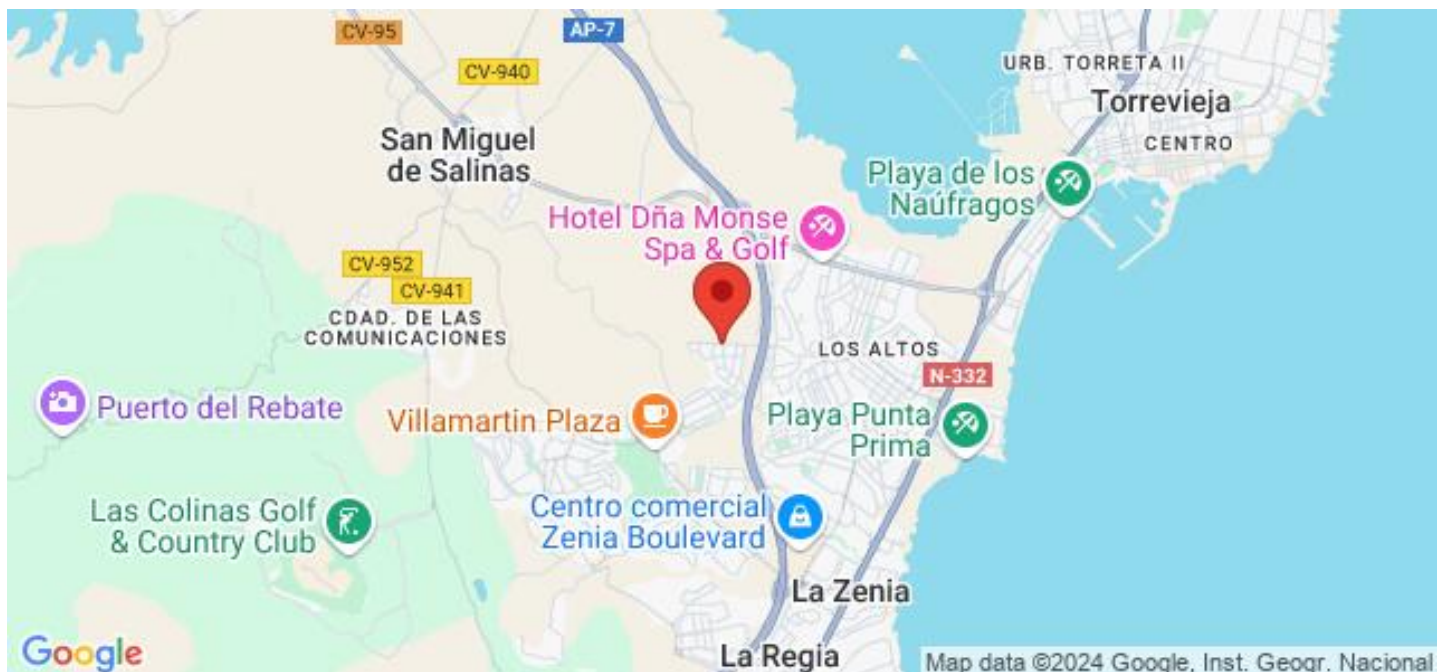 CV-95
AP-7
CV-940
URB. TORRETA II
Torrevieja
CENTRO
San Miguel
de Salinas
Playa de los
Naúfragos
Hotel Dña Monse
Spa & Golf
CV-952
CV-941
CDAD. DE LAS
COMUNICACIONES
LOS ALTOS
N-332
Puerto del Rebate
Villamartin Plaza
Playa Punta
Prima
Las Colinas Golf
& Country Club
Centro comercial
Zenia Boulevard
La Zenia
La Regia
Google
Map data ©2024 Google, Inst. Geogr. Nacional